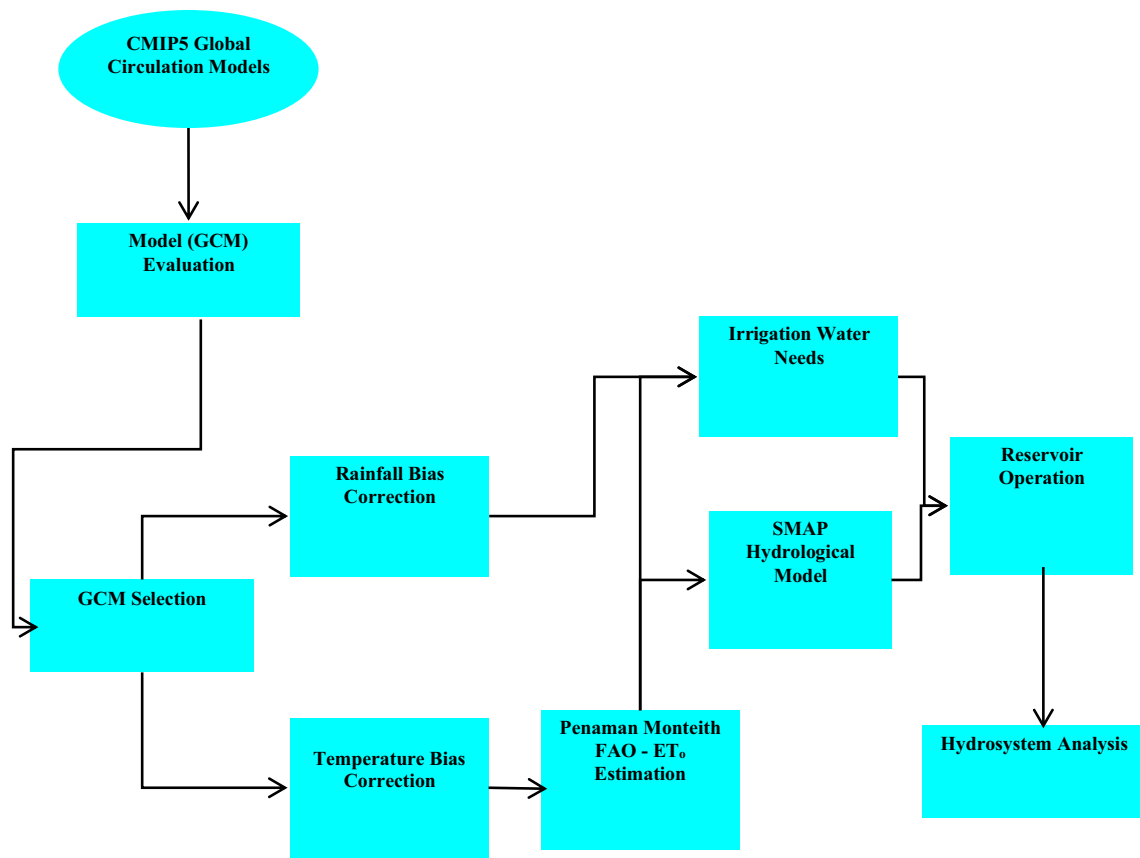 CMIP5 Global
Circulation Models
Model (GCM)
Evaluation
GCM Selection
Rainfall Bias
Correction
Temperature Bias
Correction
Penaman Monteith
FAO - ETₒ
Estimation
Irrigation Water
Needs
SMAP
Hydrological
Model
Reservoir
Operation
Hydrosystem Analysis